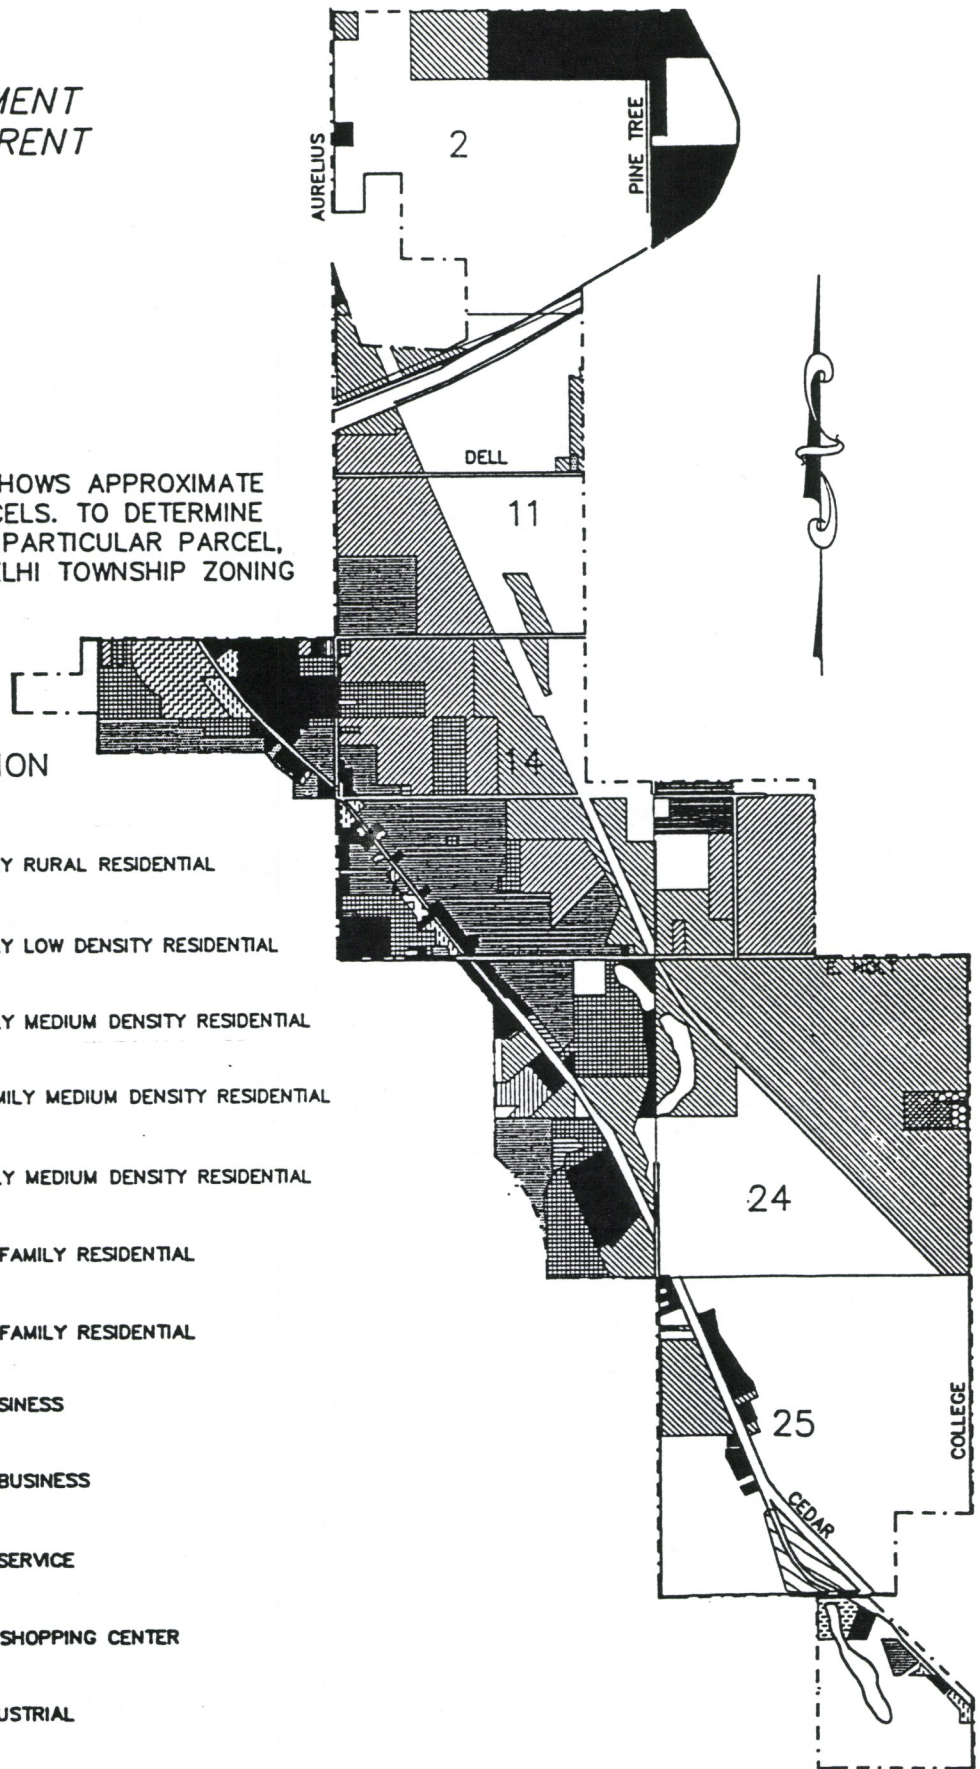 MENT
RENT
AURELIUS
2
PINE TREE
HOWS APPROXIMATE
CELS. TO DETERMINE
PARTICULAR PARCEL,
ELHI TOWNSHIP ZONING
DELL
11
ION
14
Y RURAL RESIDENTIAL
Y LOW DENSITY RESIDENTIAL
E. HOLT
Y MEDIUM DENSITY RESIDENTIAL
MILY MEDIUM DENSITY RESIDENTIAL
Y MEDIUM DENSITY RESIDENTIAL
24
FAMILY RESIDENTIAL
FAMILY RESIDENTIAL
SINESS
25
COLLEGE
BUSINESS
CEDAR
SERVICE
SHOPPING CENTER
USTRIAL